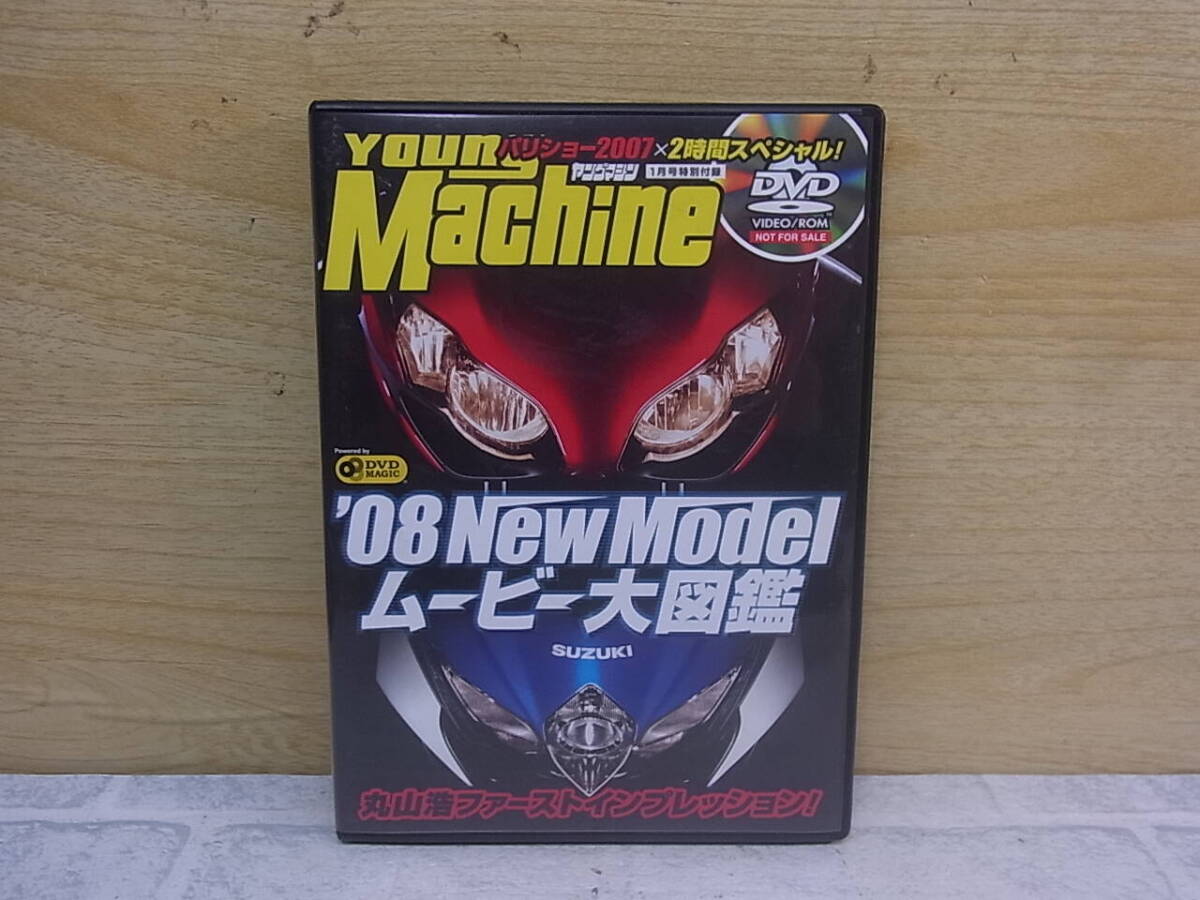 パリショー2007×2時間スペシャル!
Young Machine
ヤングマシン 1月号特別付録
DVD
VIDEO/ROM™
NOT FOR SALE
Powered by
DVD MAGIC
'08 New Model
ムービー大図鑑
SUZUKI
丸山浩ファーストインプレッション!